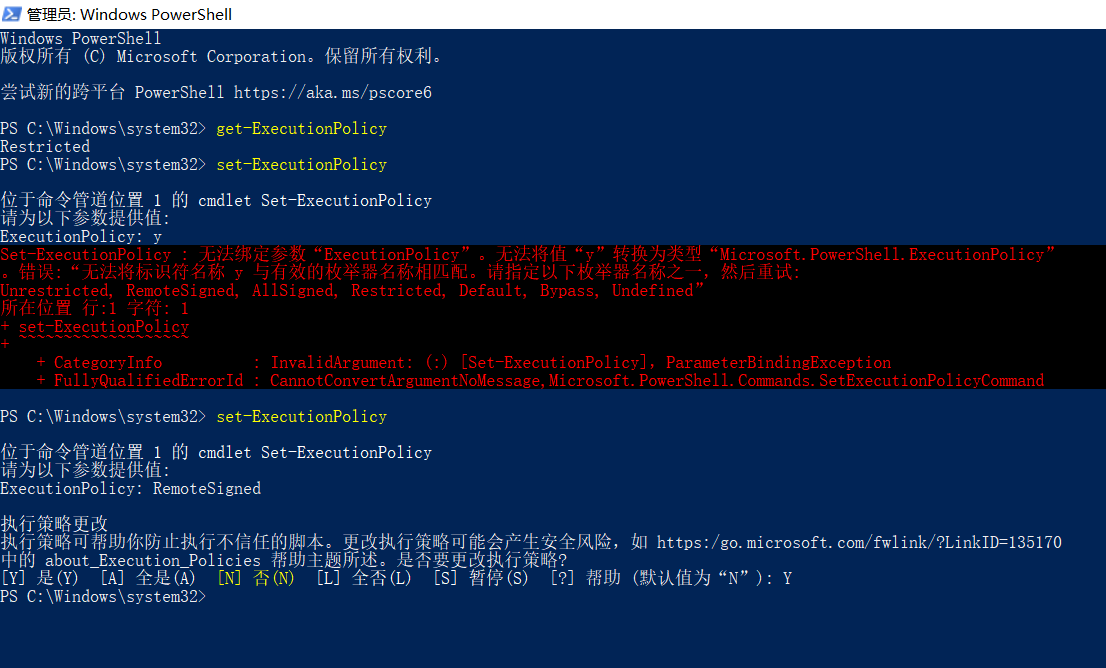 管理员: Windows PowerShell
Windows PowerShell
版权所有 (C) Microsoft Corporation。保留所有权利。
尝试新的跨平台 PowerShell https://aka.ms/pscore6
PS C:\Windows\system32> get-ExecutionPolicy
Restricted
PS C:\Windows\system32> set-ExecutionPolicy
位于命令管道位置 1 的 cmdlet Set-ExecutionPolicy
请为以下参数提供值:
ExecutionPolicy: y
Set-ExecutionPolicy : 无法绑定参数“ExecutionPolicy”。无法将值“y”转换为类型“Microsoft.PowerShell.ExecutionPolicy”
。错误:“无法将标识符名称 y 与有效的枚举器名称相匹配。请指定以下枚举器名称之一，然后重试:
Unrestricted, RemoteSigned, AllSigned, Restricted, Default, Bypass, Undefined”
所在位置 行:1 字符: 1
+ set-ExecutionPolicy
+ ~~~~~~~~~~~~~~~~~~~
+ CategoryInfo          : InvalidArgument: (:) [Set-ExecutionPolicy]，ParameterBindingException
+ FullyQualifiedErrorId : CannotConvertArgumentNoMessage,Microsoft.PowerShell.Commands.SetExecutionPolicyCommand
PS C:\Windows\system32> set-ExecutionPolicy
位于命令管道位置 1 的 cmdlet Set-ExecutionPolicy
请为以下参数提供值:
ExecutionPolicy: RemoteSigned
执行策略更改
执行策略可帮助你防止执行不信任的脚本。更改执行策略可能会产生安全风险，如 https:/go.microsoft.com/fwlink/?LinkID=135170
中的 about_Execution_Policies 帮助主题所述。是否要更改执行策略?
[Y] 是(Y)  [A] 全是(A)  [N] 否(N)  [L] 全否(L)  [S] 暂停(S)  [?] 帮助 (默认值为“N”): Y
PS C:\Windows\system32>